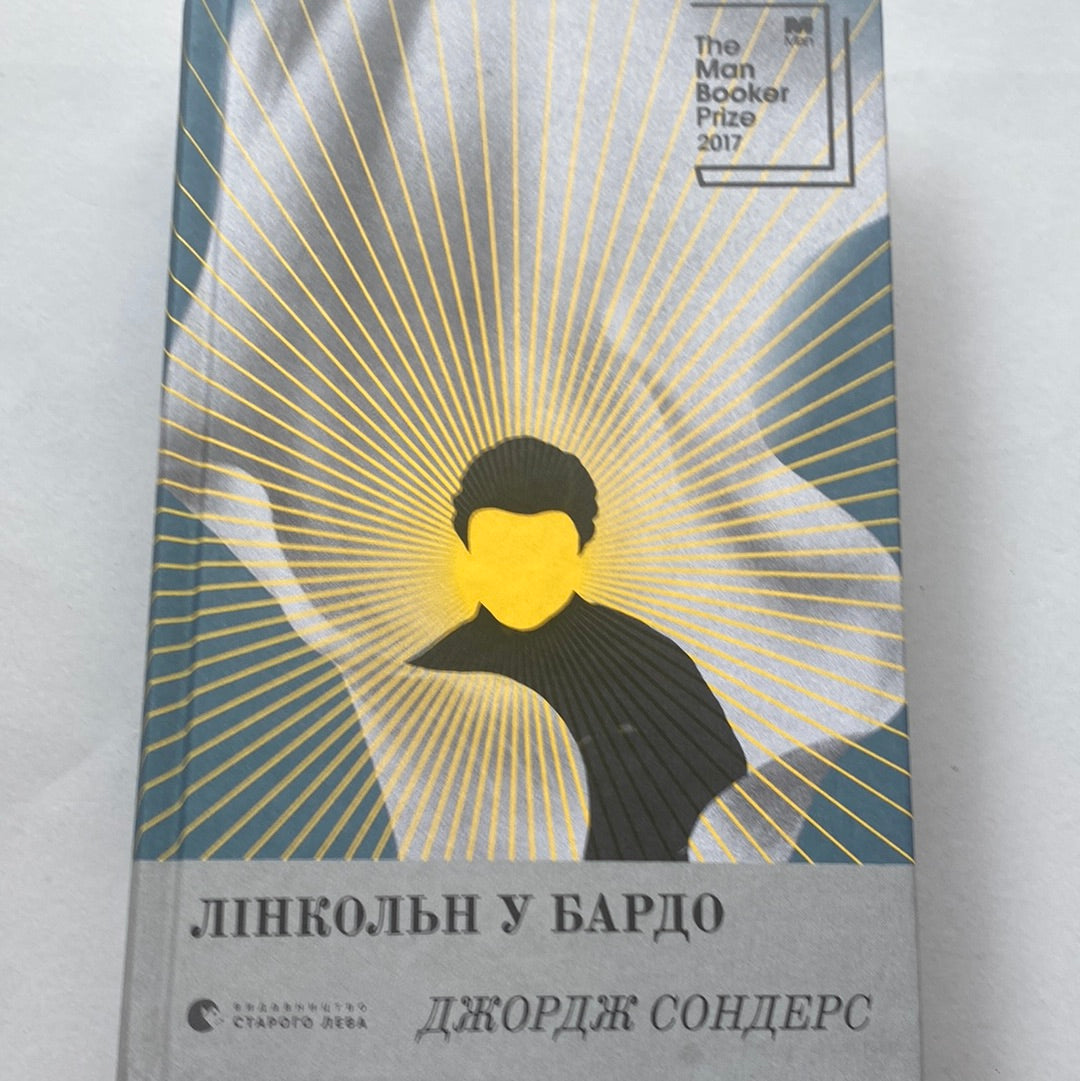 Man
The
Man
Booker
Prize
2017
ЛІНКОЛЬН У БАРДО
ВИДАВНИЦТВО
СТАРОГО ЛЕВА
ДЖОРДЖ СОНДЕРС